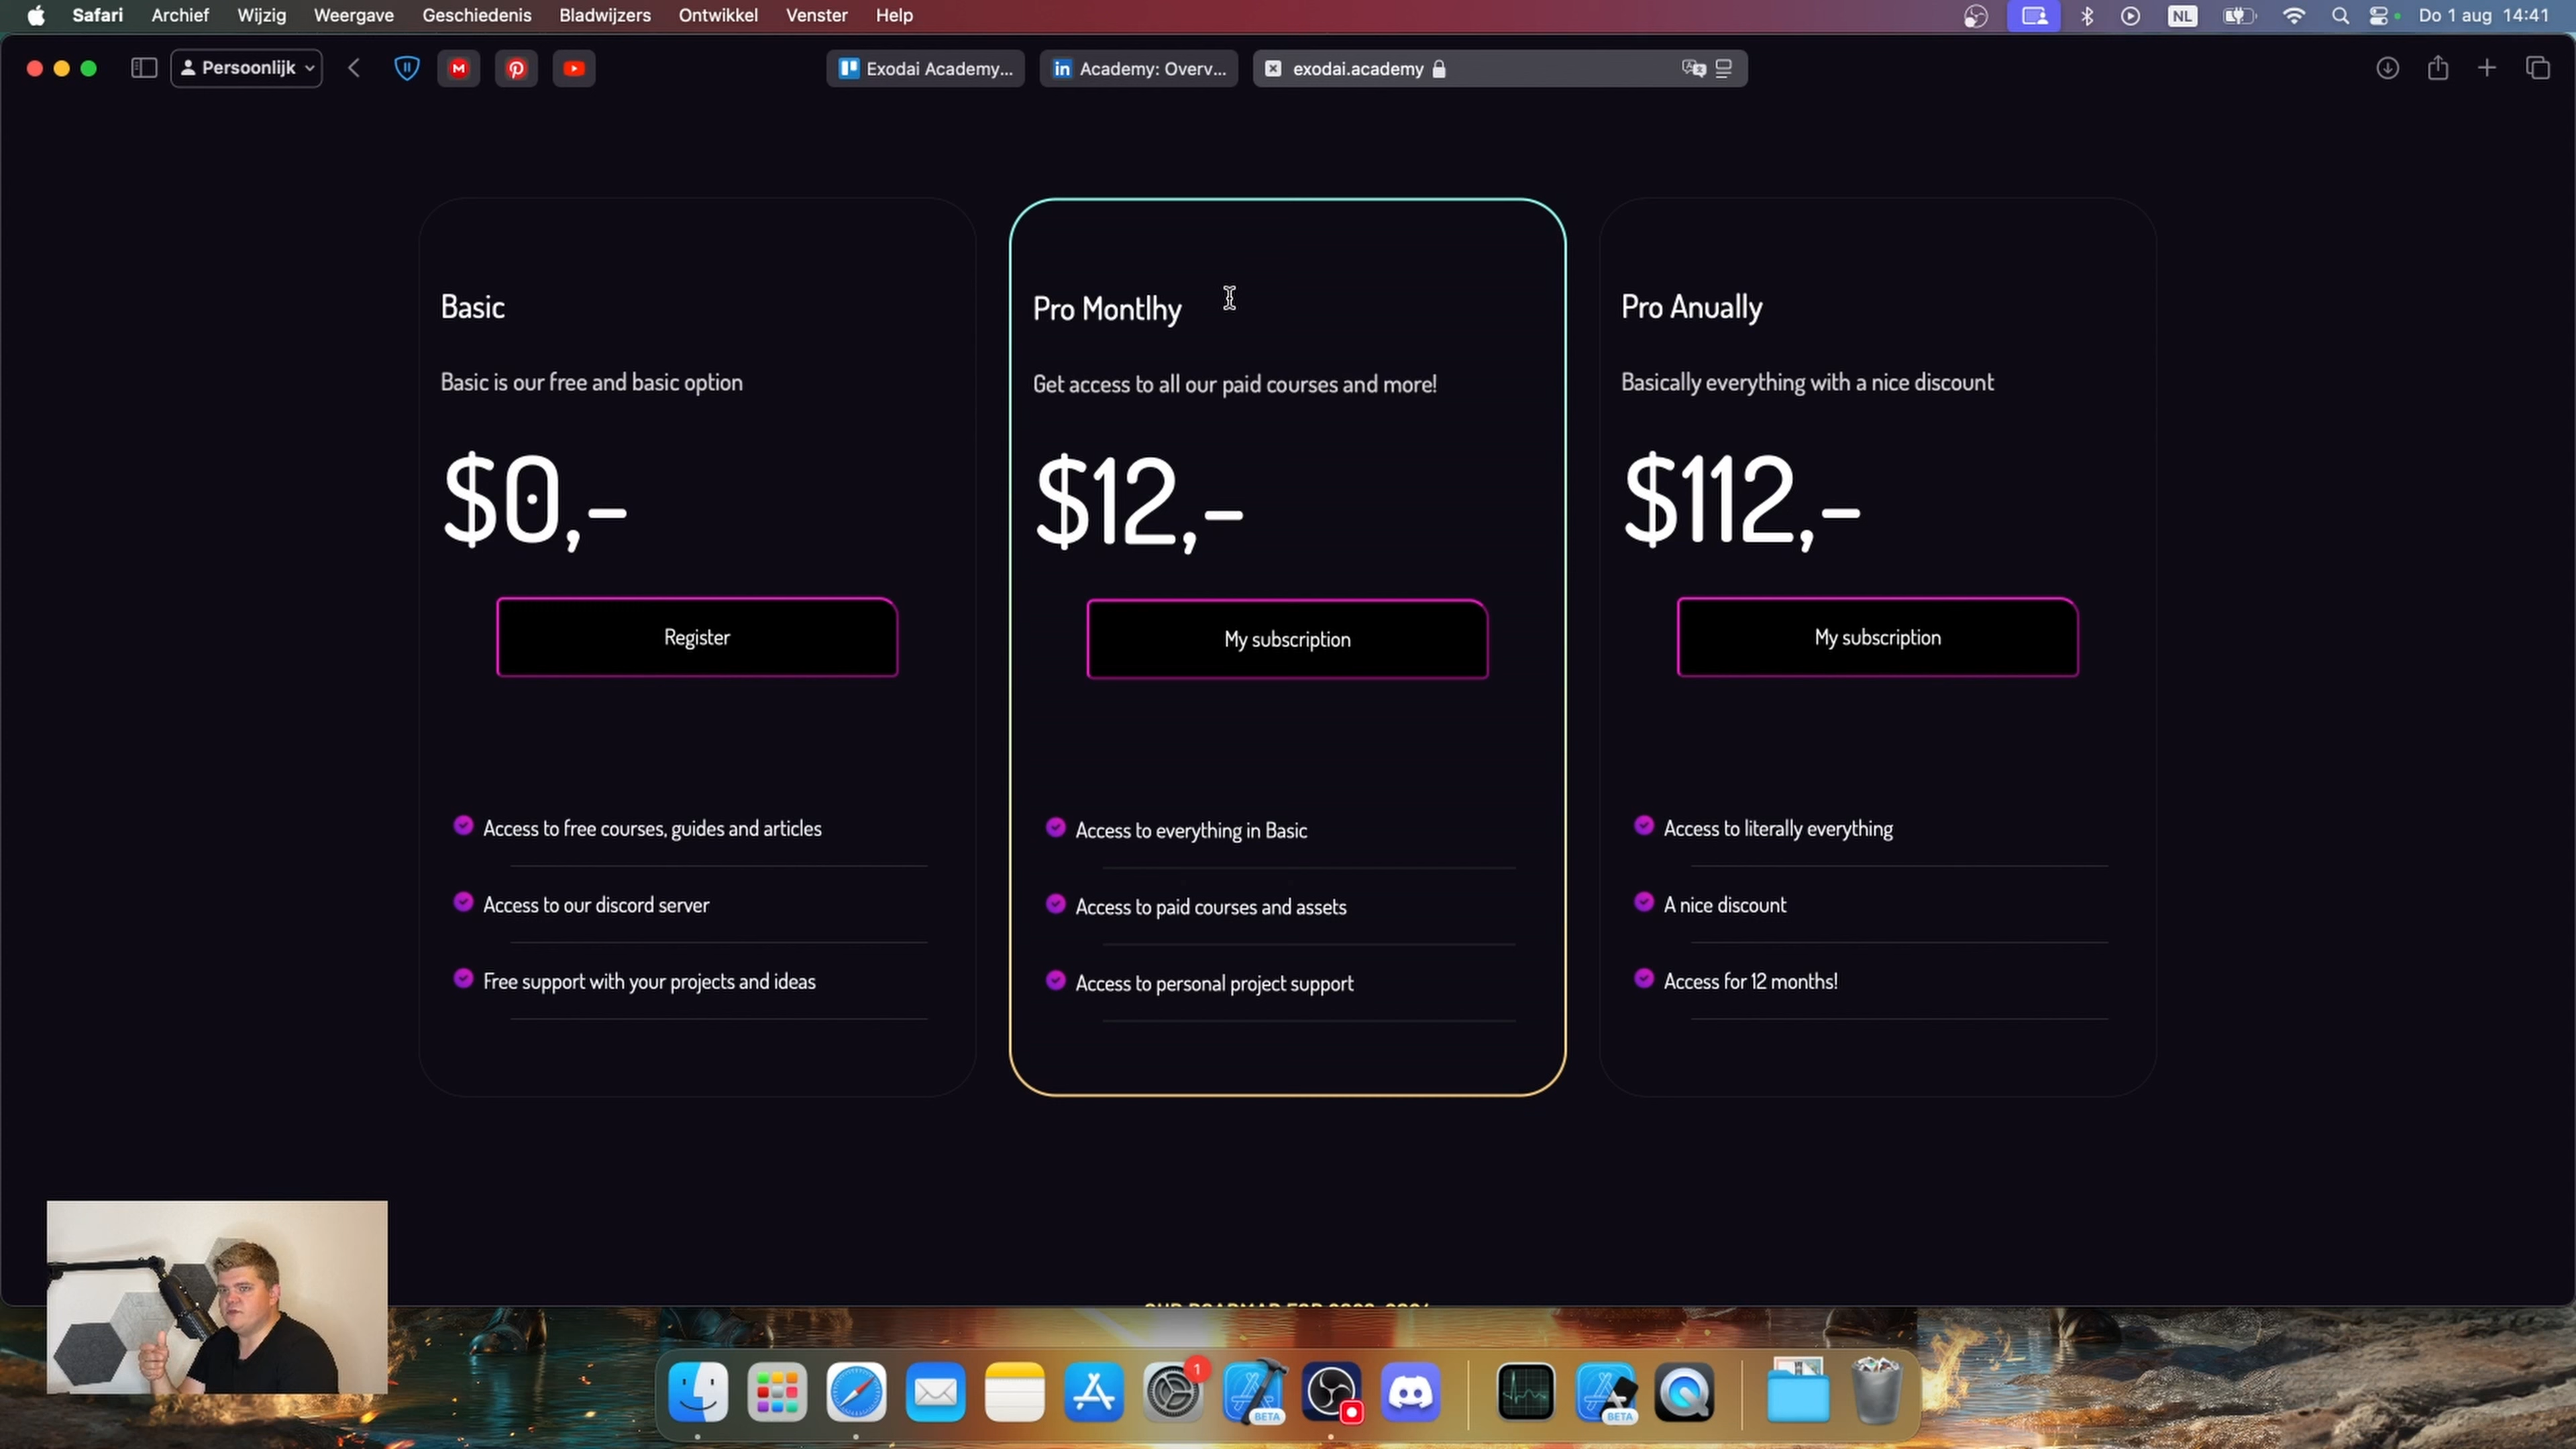 Safari Archief Wijzig Weergave Geschiedenis Bladwijzers Ontwikkel Venster Help NL Do 1 aug 14:41
Persoonlijk Exodai Academy... in Academy: Overv... exodai.academy
Basic
Basic is our free and basic option
$0,-
Register
Access to free courses, guides and articles
Access to our discord server
Free support with your projects and ideas
Pro Montlhy
Get access to all our paid courses and more!
$12,-
My subscription
Access to everything in Basic
Access to paid courses and assets
Access to personal project support
Pro Anually
Basically everything with a nice discount
$112,-
My subscription
Access to literally everything
A nice discount
Access for 12 months!
1
BETA
BETA